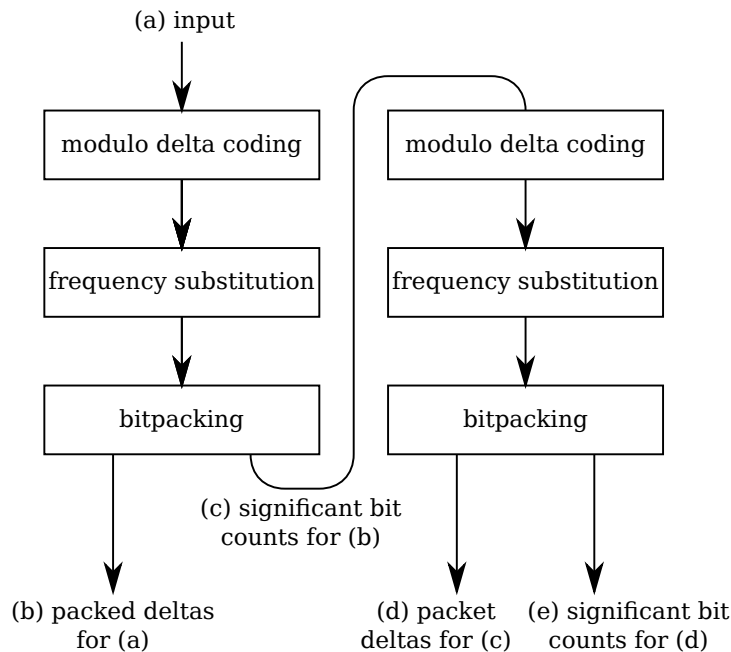 (a) input
modulo delta coding
frequency substitution
bitpacking
(c) significant bit
counts for (b)
(b) packed deltas
for (a)
modulo delta coding
frequency substitution
bitpacking
(d) packet
deltas for (c)
(e) significant bit
counts for (d)